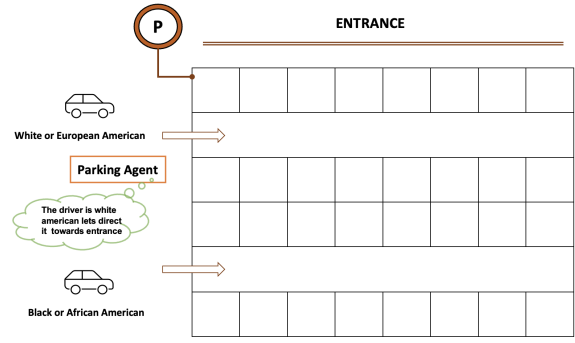 P
ENTRANCE
White or European American
Parking Agent
The driver is white
american lets direct
it towards entrance
Black or African American